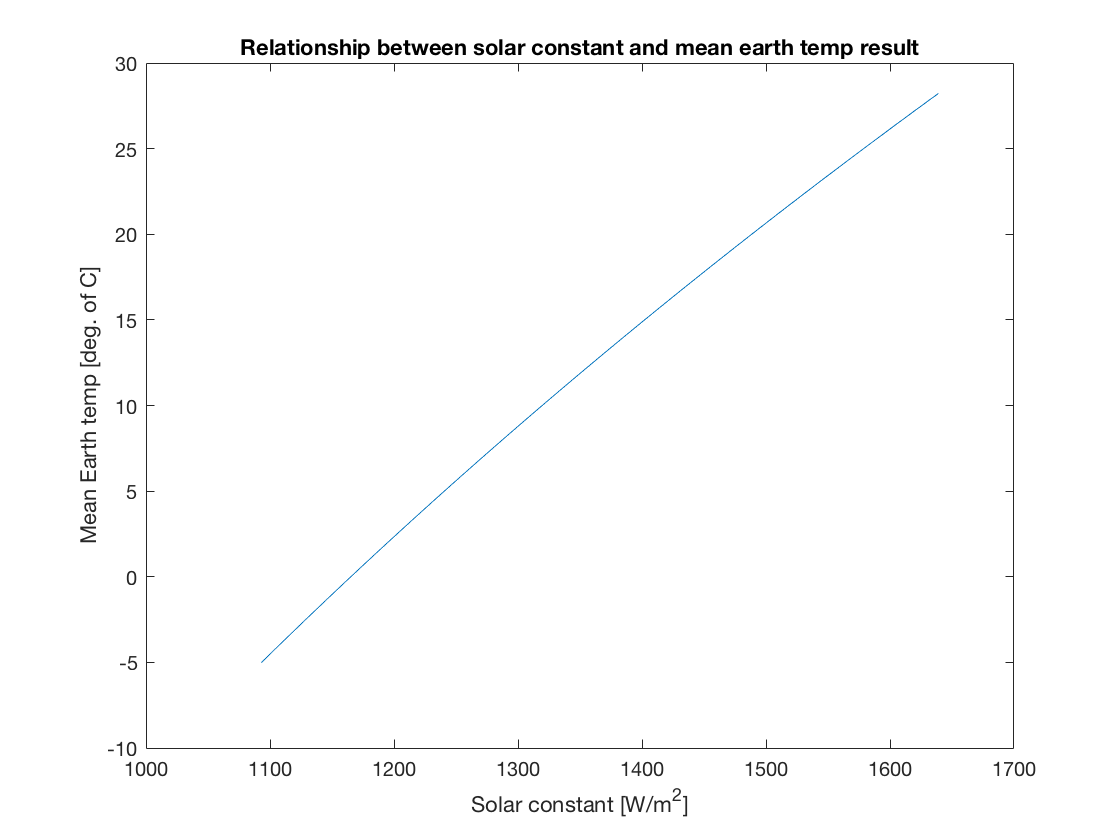 Relationship between solar constant and mean earth temp result
30
25
20
15
10
5
0
-5
-10
Mean Earth temp [deg. of C]
1000 1100 1200 1300 1400 1500 1600 1700
Solar constant [W/m²]